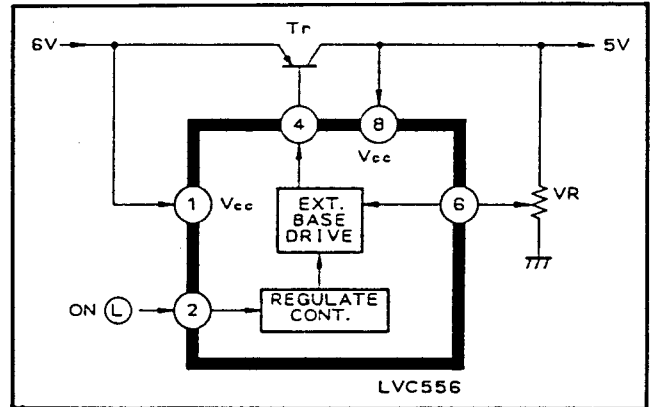 Tr
6V
5V
4
8
Vcc
1
Vcc
EXT.
BASE
DRIVE
6
VR
ON L
2
REGULATE
CONT.
LVC556